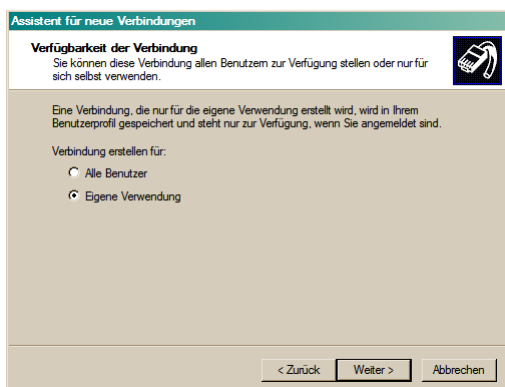 Assistent für neue Verbindungen
Verfügbarkeit der Verbindung
Sie können diese Verbindung allen Benutzern zur Verfügung stellen oder nur für
sich selbst verwenden.
Eine Verbindung, die nur für die eigene Verwendung erstellt wird, wird in Ihrem
Benutzerprofil gespeichert und steht nur zur Verfügung, wenn Sie angemeldet sind.
Verbindung erstellen für:
Alle Benutzer
Eigene Verwendung
< Zurück Weiter > Abbrechen